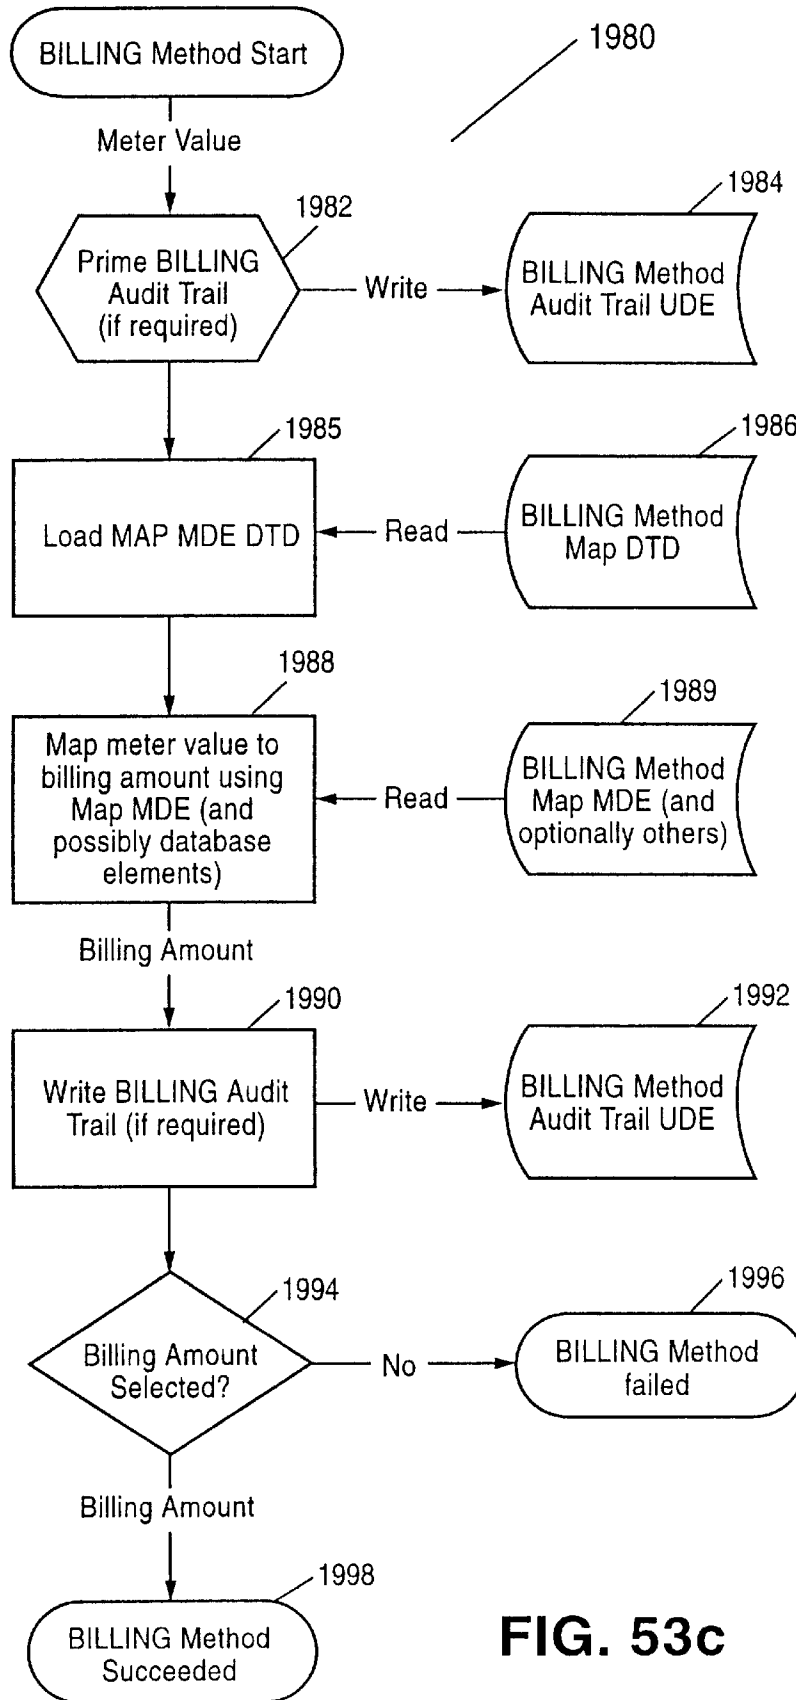 BILLING Method Start
1980
Meter Value
1982
Prime BILLING
Audit Trail
(if required)
Write
1984
BILLING Method
Audit Trail UDE
1985
Load MAP MDE DTD
Read
1986
BILLING Method
Map DTD
1988
Map meter value to
billing amount using
Map MDE (and
possibly database
elements)
Read
1989
BILLING Method
Map MDE (and
optionally others)
Billing Amount
1990
Write BILLING Audit
Trail (if required)
Write
1992
BILLING Method
Audit Trail UDE
1994
Billing Amount
Selected?
No
1996
BILLING Method
failed
Billing Amount
1998
BILLING Method
Succeeded
FIG. 53c